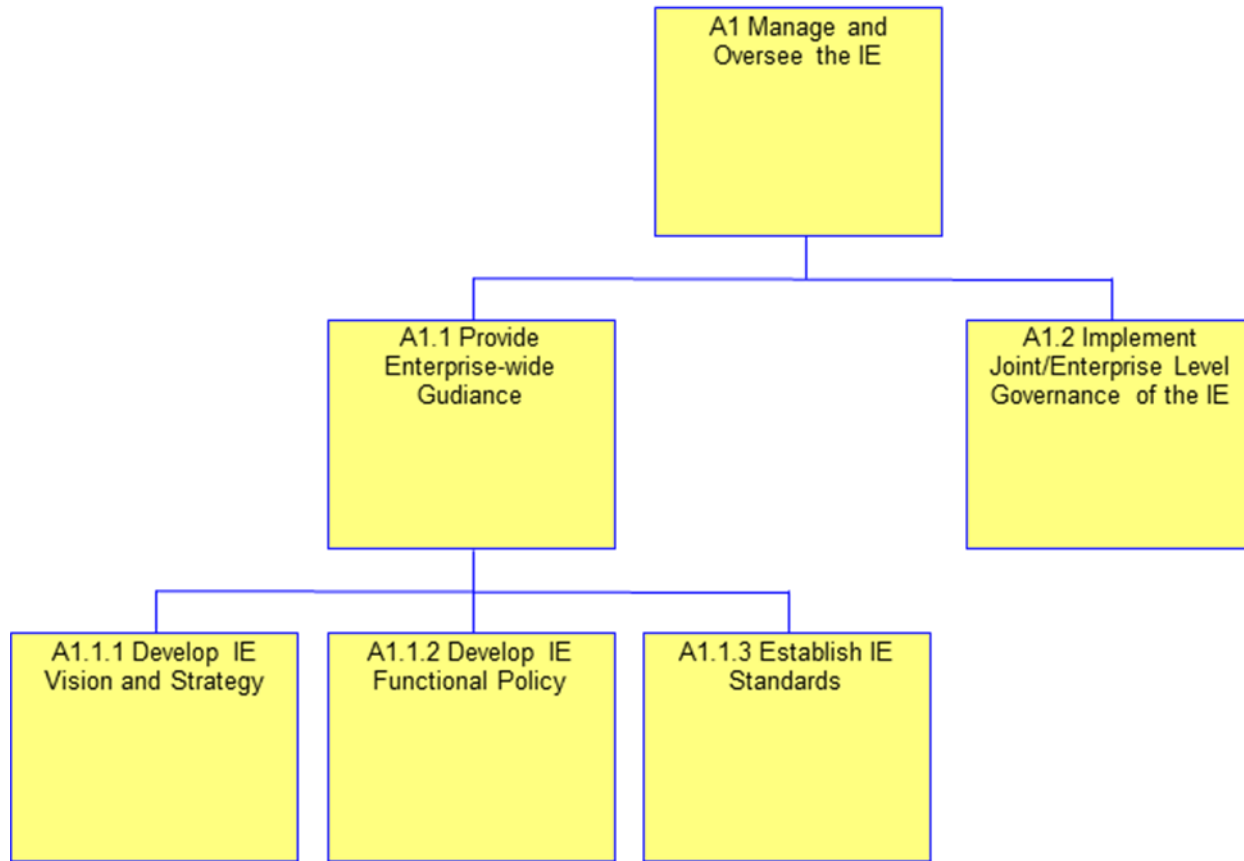 A1 Manage and
Oversee the IE
A1.1 Provide
Enterprise-wide
Gudiance
A1.2 Implement
Joint/Enterprise Level
Governance of the IE
A1.1.1 Develop IE
Vision and Strategy
A1.1.2 Develop IE
Functional Policy
A1.1.3 Establish IE
Standards